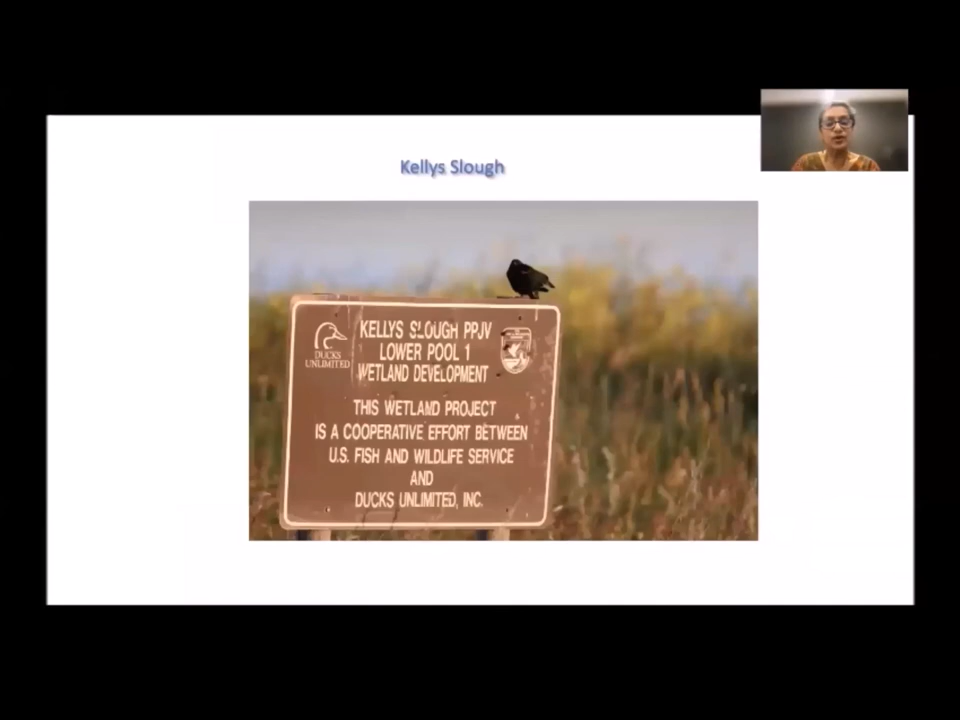 Kellys Slough
DUCKS
UNLIMITED
KELLYS SLOUGH PPJV
LOWER POOL 1
WETLAND DEVELOPMENT
THIS WETLAND PROJECT
IS A COOPERATIVE EFFORT BETWEEN
U.S. FISH AND WILDLIFE SERVICE
AND
DUCKS UNLIMITED, INC.